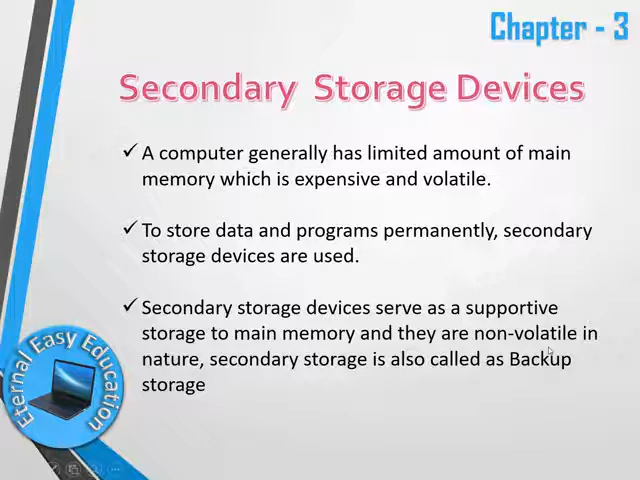 Chapter - 3
Secondary Storage Devices
✓ A computer generally has limited amount of main
memory which is expensive and volatile.
✓ To store data and programs permanently, secondary
storage devices are used.
✓ Secondary storage devices serve as a supportive
storage to main memory and they are non-volatile in
nature, secondary storage is also called as Backup
storage
Eternal Easy Education